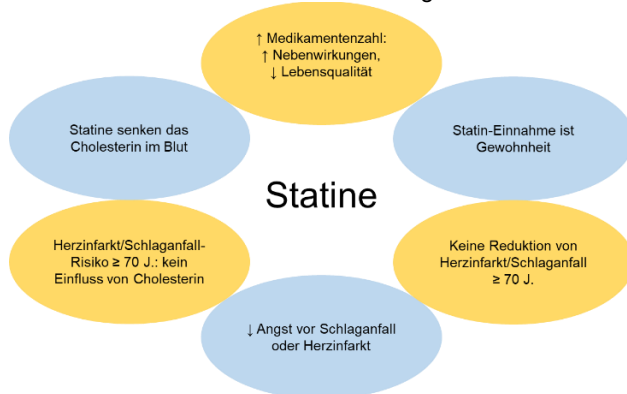 ↑ Medikamentenzahl:
↑ Nebenwirkungen,
↓ Lebensqualität
Statine senken das
Cholesterin im Blut
Statin-Einnahme ist
Gewohnheit
Statine
Herzinfarkt/Schlaganfall-
Risiko ≥ 70 J.: kein
Einfluss von Cholesterin
Keine Reduktion von
Herzinfarkt/Schlaganfall
≥ 70 J.
↓ Angst vor Schlaganfall
oder Herzinfarkt